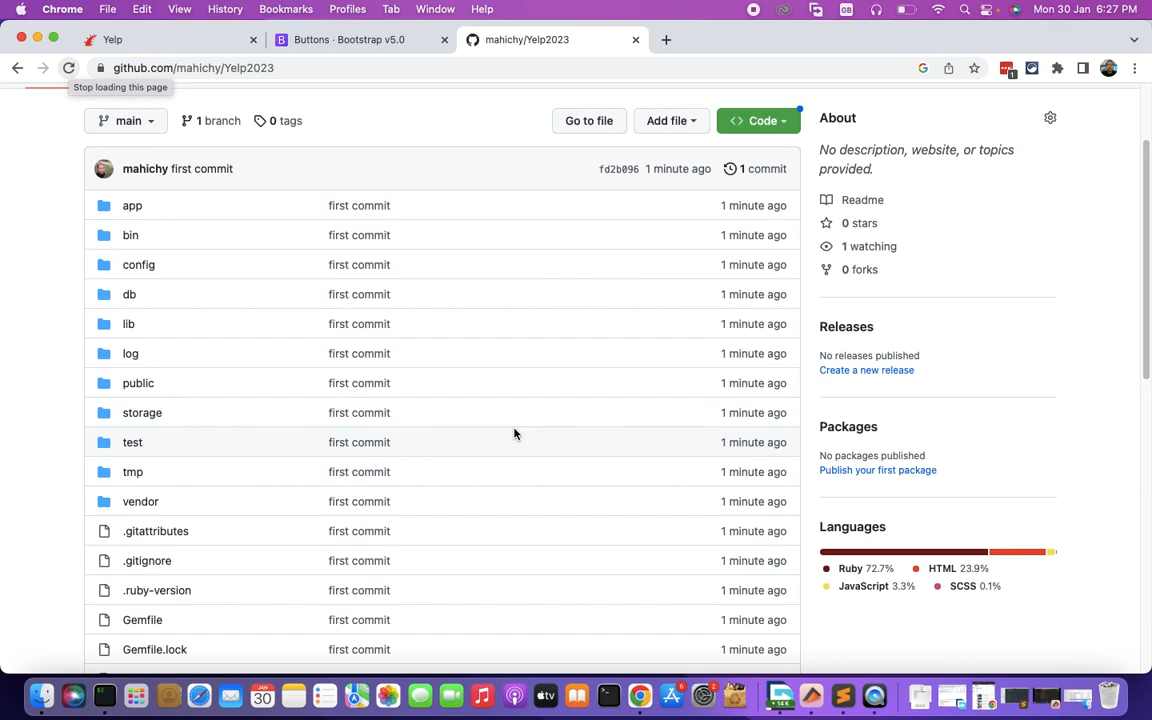 Chrome File Edit View History Bookmarks Profiles Tab Window Help GB Mon 30 Jan 6:27 PM
Yelp Buttons · Bootstrap v5.0 mahichy/Yelp2023
github.com/mahichy/Yelp2023
Stop loading this page
main 1 branch 0 tags Go to file Add file Code
mahichy first commit fd2b096 1 minute ago 1 commit
app first commit 1 minute ago
bin first commit 1 minute ago
config first commit 1 minute ago
db first commit 1 minute ago
lib first commit 1 minute ago
log first commit 1 minute ago
public first commit 1 minute ago
storage first commit 1 minute ago
test first commit 1 minute ago
tmp first commit 1 minute ago
vendor first commit 1 minute ago
.gitattributes first commit 1 minute ago
.gitignore first commit 1 minute ago
.ruby-version first commit 1 minute ago
Gemfile first commit 1 minute ago
Gemfile.lock first commit 1 minute ago
About
No description, website, or topics
provided.
Readme
0 stars
1 watching
0 forks
Releases
No releases published
Create a new release
Packages
No packages published
Publish your first package
Languages
Ruby 72.7% HTML 23.9%
JavaScript 3.3% SCSS 0.1%
JAN
30
tv
6
2
14 K